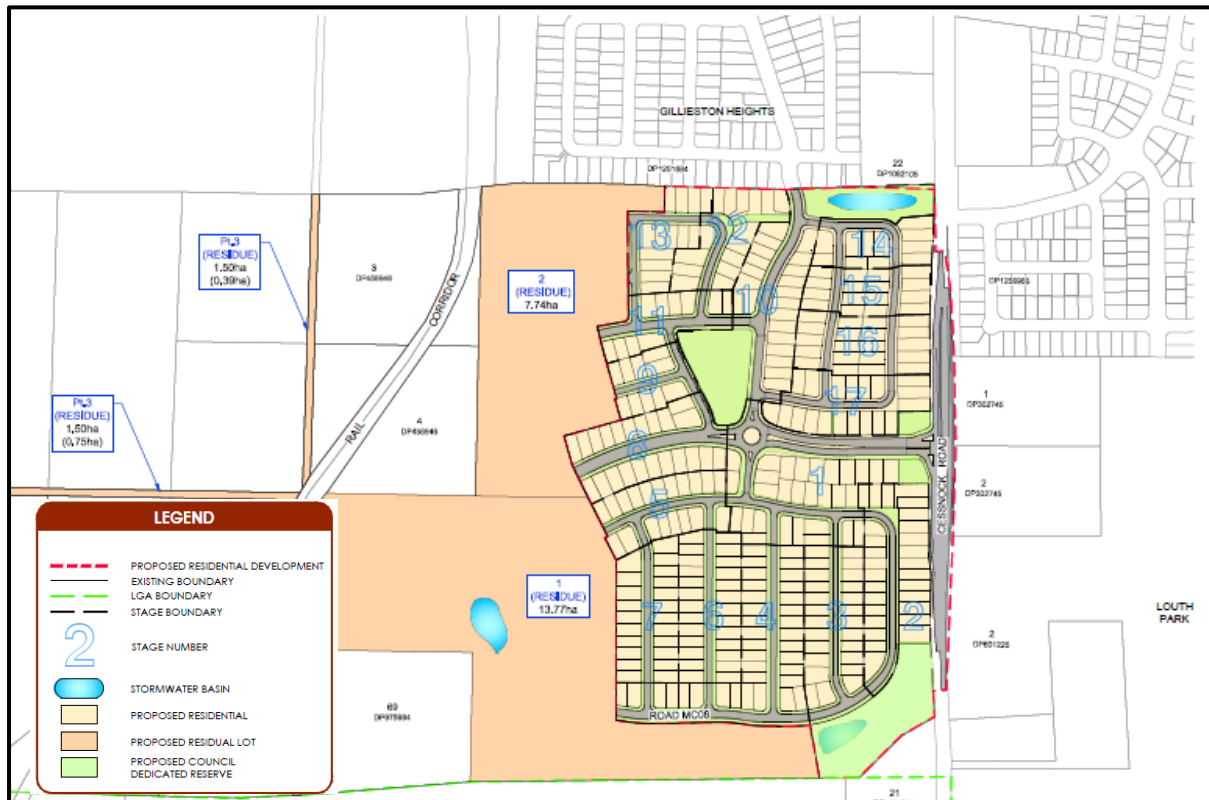 GILLIESTON HEIGHTS
DP1251884
22
DP1092105
Pt.3
(RESIDUE)
1.50ha
(0.39ha)
3
DP456946
RAIL
CORRIDOR
2
(RESIDUE)
7.74ha
13
12
14
15
10
16
11
9
17
8
1
5
7
6
4
3
2
DP1256966
1
DP302745
CESSNOCK ROAD
2
DP302745
Pt.3
(RESIDUE)
1.50ha
(0.75ha)
4
DP456946
1
(RESIDUE)
13.77ha
2
DP601226
LOUTH
PARK
69
DP975994
ROAD MC06
21
LEGEND
PROPOSED RESIDENTIAL DEVELOPMENT
EXISTING BOUNDARY
LGA BOUNDARY
STAGE BOUNDARY
2
STAGE NUMBER
STORMWATER BASIN
PROPOSED RESIDENTIAL
PROPOSED RESIDUAL LOT
PROPOSED COUNCIL
DEDICATED RESERVE